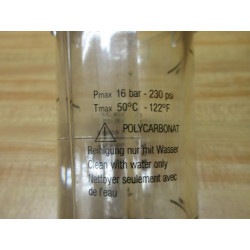 Pmax 16 bar - 230 psi
Tmax 50°C -122°F
POLYCARBONAT
Reinigung nur mit Wasser
Clean with water only
Nettoyer seulement avec
de l'eau